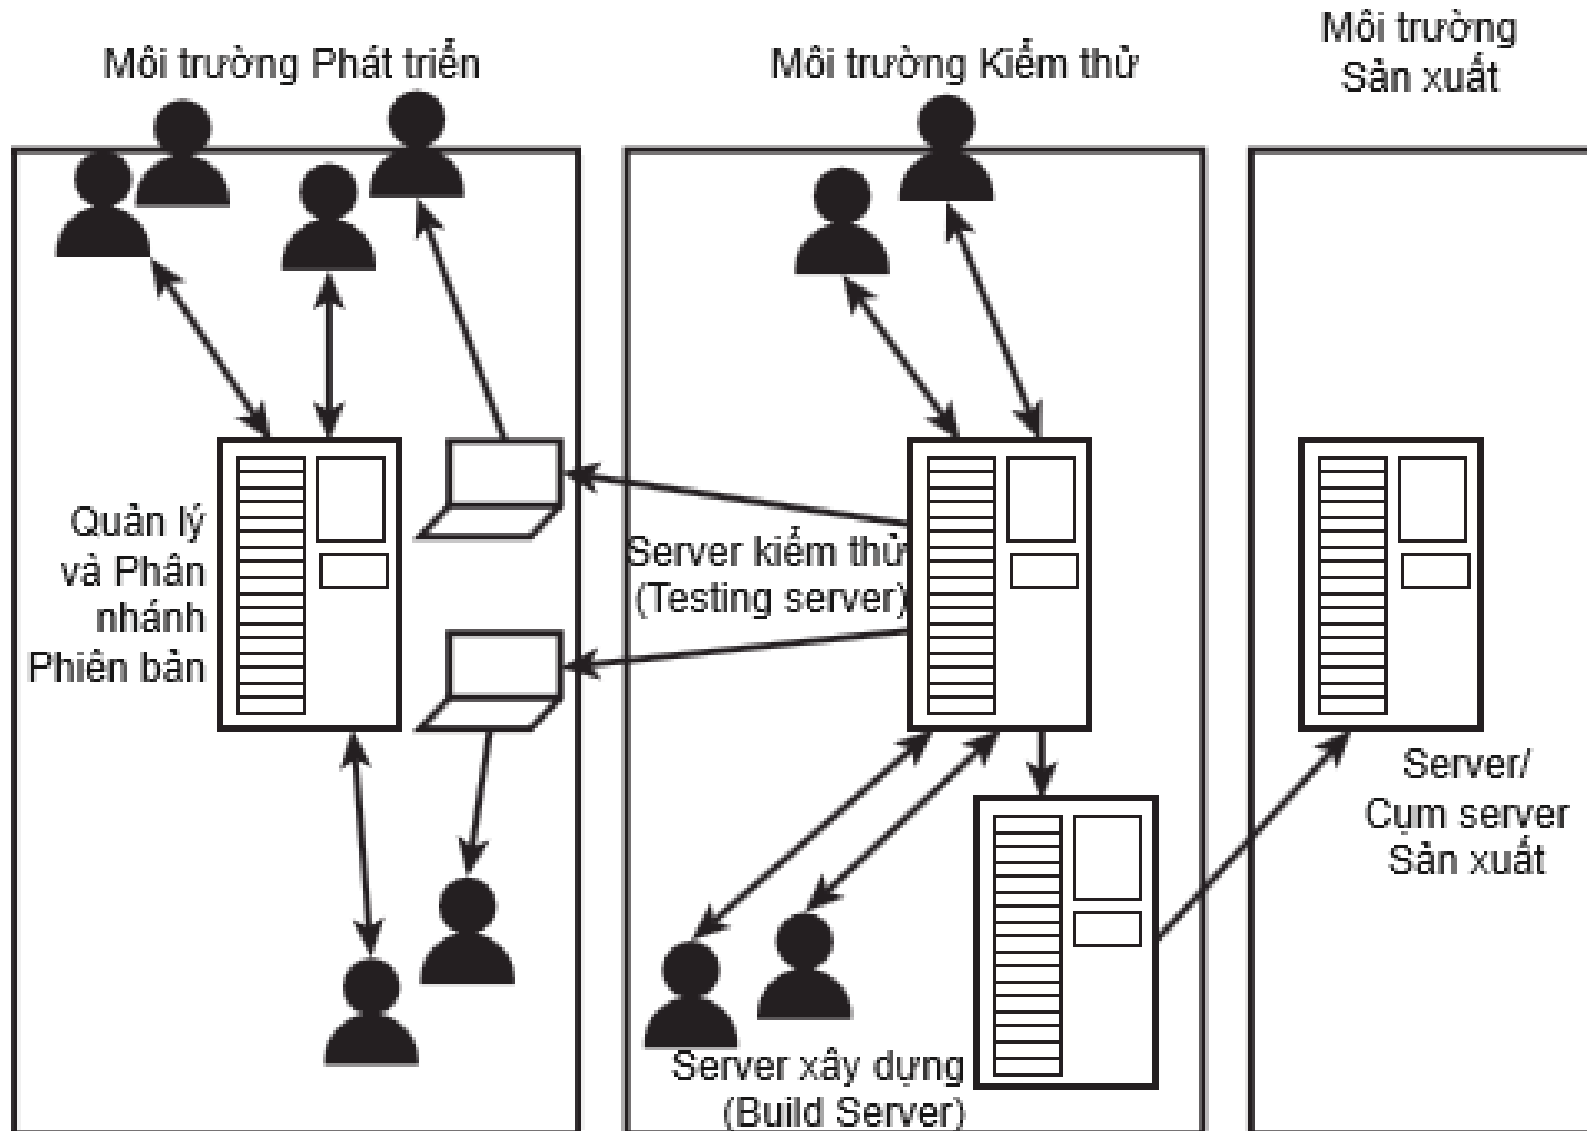 Môi trường Phát triển
Môi trường Kiểm thử
Môi trường
Sản xuất
Quản lý
và Phân
nhánh
Phiên bản
Server kiểm thử
(Testing server)
Server/
Cụm server
Sản xuất
Server xây dựng
(Build Server)